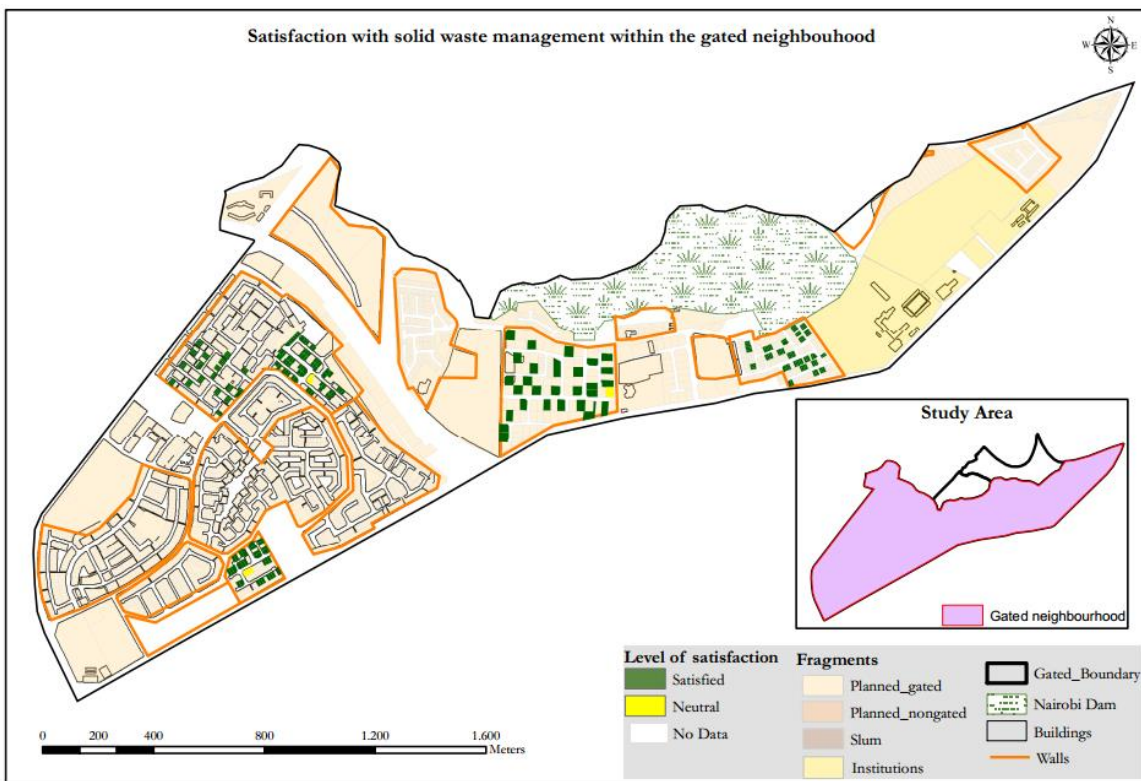 Satisfaction with solid waste management within the gated neighbouhood
N
W E
S
Study Area
Gated neighbourhood
Level of satisfaction
Satisfied
Neutral
No Data
Fragments
Planned_gated
Planned_nongated
Slum
Institutions
Gated_Boundary
Nairobi Dam
Buildings
Walls
0 200 400 800 1.200 1.600
Meters